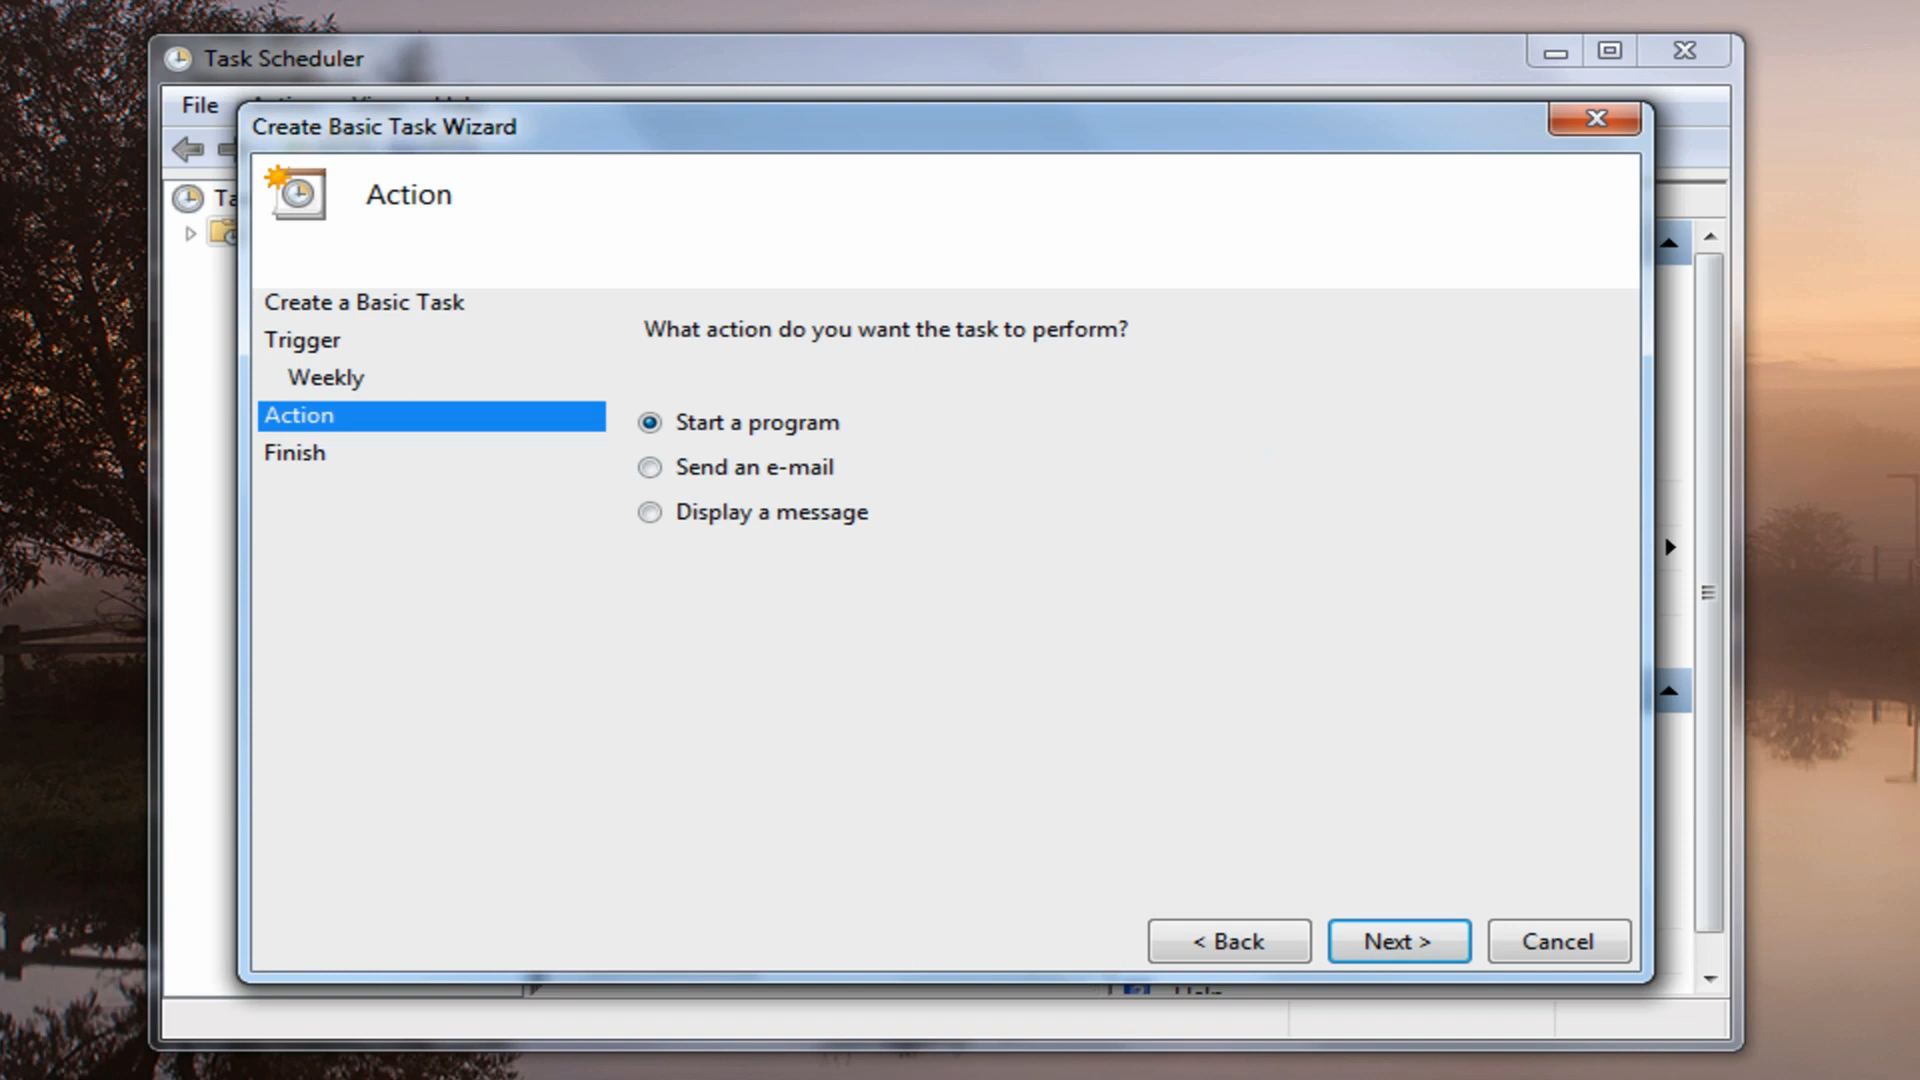 Task Scheduler
File
Create Basic Task Wizard
Action
Create a Basic Task
Trigger
Weekly
Action
Finish
What action do you want the task to perform?
Start a program
Send an e-mail
Display a message
< Back
Next >
Cancel